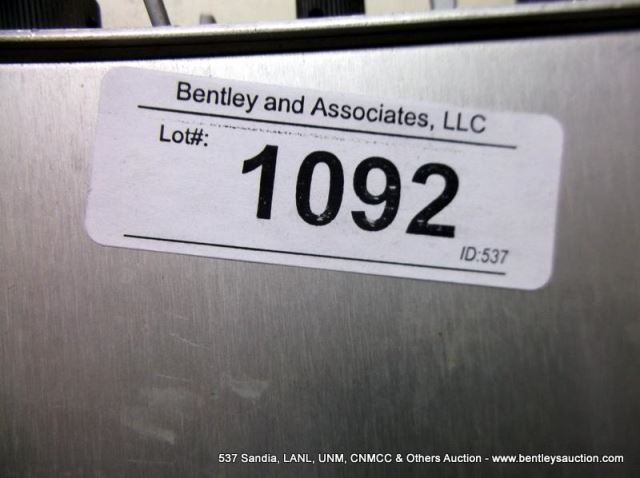 Bentley and Associates, LLC
Lot#:
1092
ID:537
537 Sandia, LANL, UNM, CNMCC & Others Auction - www.bentleysauction.com